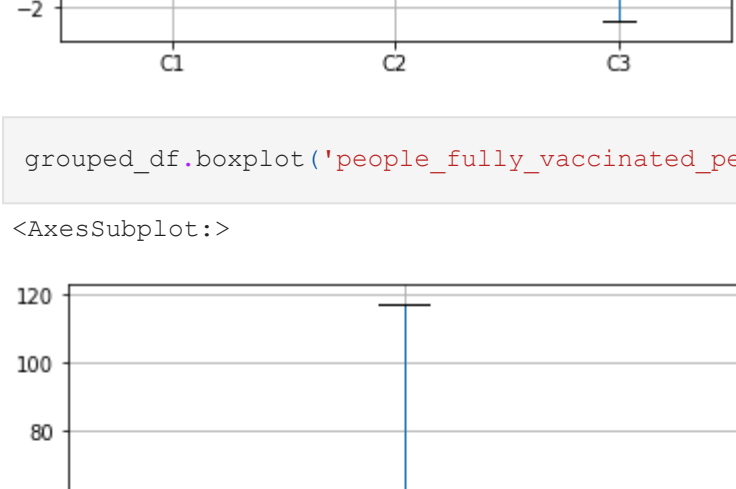 −2
C1 C2 C3
grouped_df.boxplot('people_fully_vaccinated_pe
<AxesSubplot:>
120
100
80